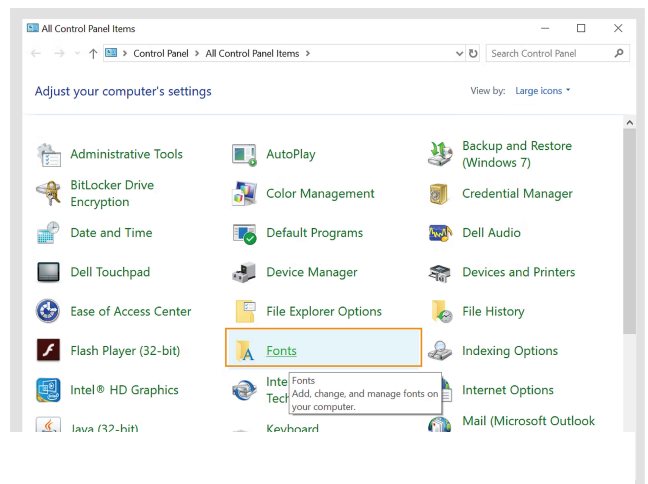 All Control Panel Items
Control Panel > All Control Panel Items >
Search Control Panel
Adjust your computer's settings
View by: Large icons
Administrative Tools
AutoPlay
Backup and Restore
(Windows 7)
BitLocker Drive
Encryption
Color Management
Credential Manager
Date and Time
Default Programs
Dell Audio
Dell Touchpad
Device Manager
Devices and Printers
Ease of Access Center
File Explorer Options
File History
Flash Player (32-bit)
Fonts
Indexing Options
Intel® HD Graphics
Inte
Tech
Fonts
Add, change, and manage fonts on
your computer.
Internet Options
Java (32-bit)
Keyboard
Mail (Microsoft Outlook